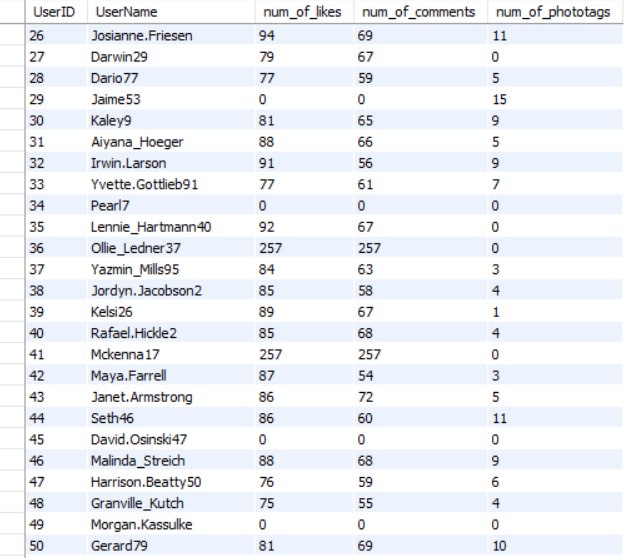 UserID UserName num_of_likes num_of_comments num_of_phototags
26 Josianne.Friesen 94 69 11
27 Darwin29 79 67 0
28 Dario77 77 59 5
29 Jaime53 0 0 15
30 Kaley9 81 65 9
31 Aiyana_Hoeger 88 66 5
32 Irwin.Larson 91 56 9
33 Yvette.Gottlieb91 77 61 7
34 Pearl7 0 0 0
35 Lennie_Hartmann40 92 67 0
36 Ollie_Ledner37 257 257 0
37 Yazmin_Mills95 84 63 3
38 Jordyn.Jacobson2 85 58 4
39 Kelsi26 89 67 1
40 Rafael.Hickle2 85 68 4
41 Mckenna17 257 257 0
42 Maya.Farrell 87 54 3
43 Janet.Armstrong 86 72 5
44 Seth46 86 60 11
45 David.Osinski47 0 0 0
46 Malinda_Streich 88 68 9
47 Harrison.Beatty50 76 59 6
48 Granville_Kutch 75 55 4
49 Morgan.Kassulke 0 0 0
50 Gerard79 81 69 10